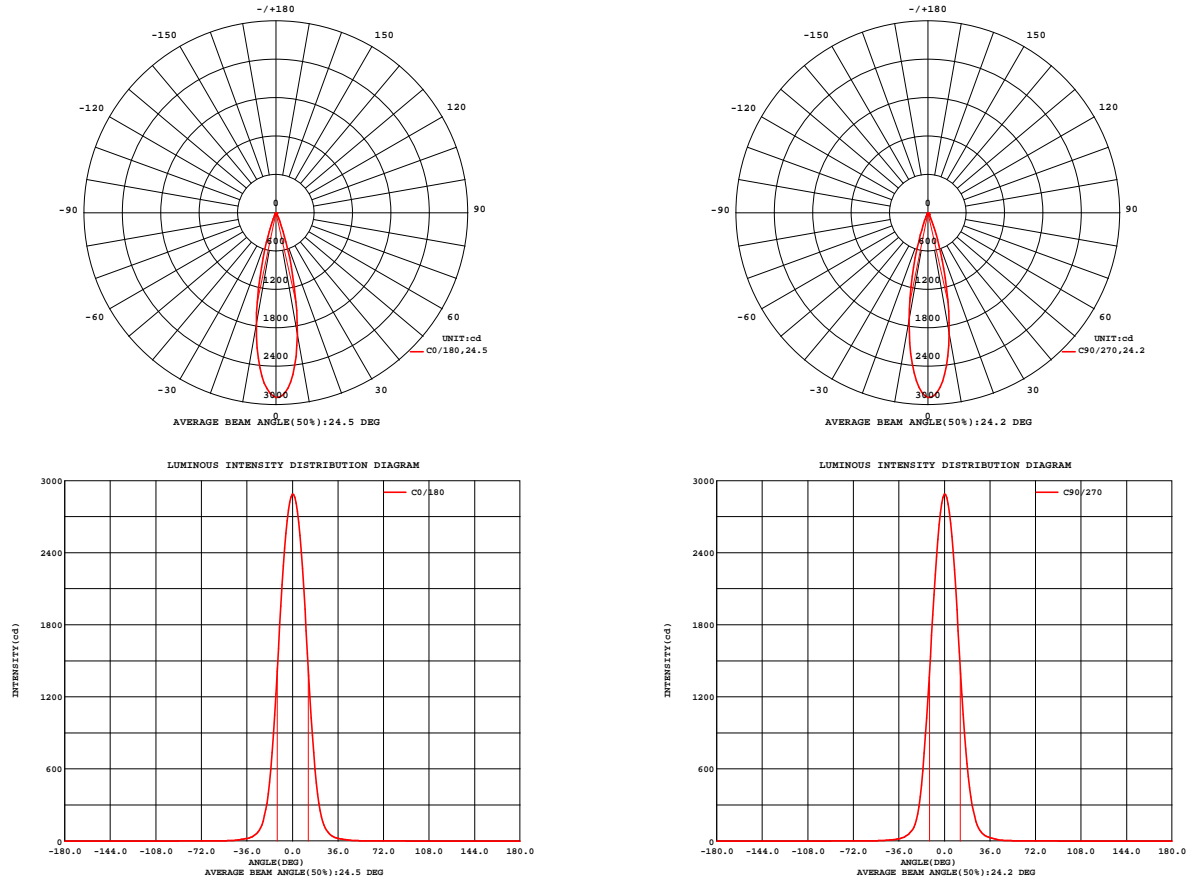 -/+180
-150
150
-120
120
-90
90
-60
60
-30
30
0
0
600
1200
1800
2400
3000
UNIT:cd
C0/180,24.5
AVERAGE BEAM ANGLE(50%):24.5 DEG
-/+180
-150
150
-120
120
-90
90
-60
60
-30
30
0
0
600
1200
1800
2400
3000
UNIT:cd
C90/270,24.2
AVERAGE BEAM ANGLE(50%):24.2 DEG
LUMINOUS INTENSITY DISTRIBUTION DIAGRAM
C0/180
INTENSITY(cd)
3000
2400
1800
1200
600
0
-180.0 -144.0 -108.0 -72.0 -36.0 0.0 36.0 72.0 108.0 144.0 180.0
ANGLE(DEG)
AVERAGE BEAM ANGLE(50%):24.5 DEG
LUMINOUS INTENSITY DISTRIBUTION DIAGRAM
C90/270
INTENSITY(cd)
3000
2400
1800
1200
600
0
-180.0 -144.0 -108.0 -72.0 -36.0 0.0 36.0 72.0 108.0 144.0 180.0
ANGLE(DEG)
AVERAGE BEAM ANGLE(50%):24.2 DEG